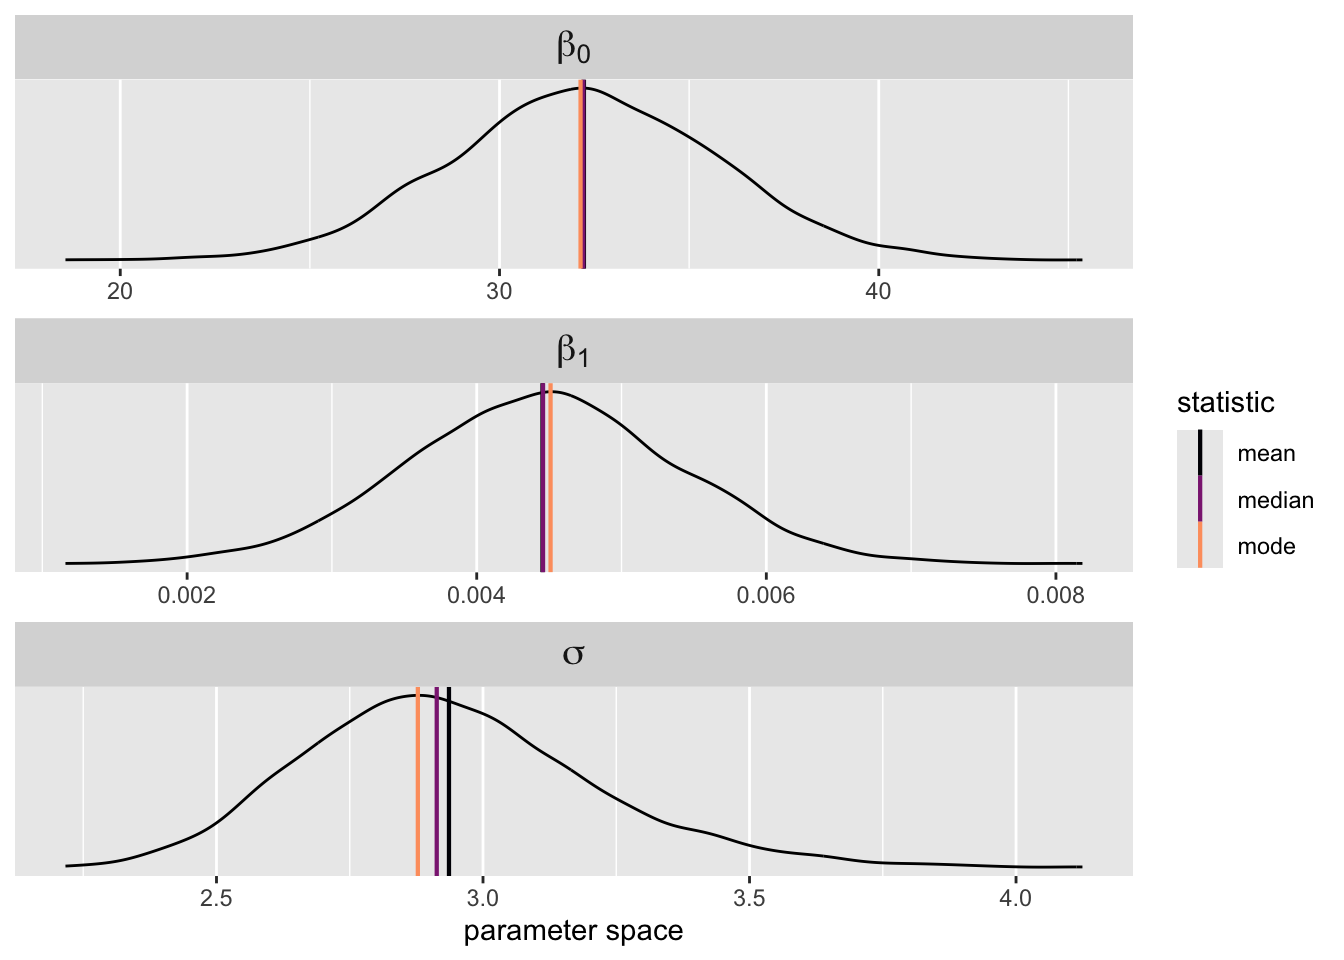 β0
20 30 40
β1
0.002 0.004 0.006 0.008
σ
2.5 3.0 3.5 4.0
parameter space
statistic
mean
median
mode